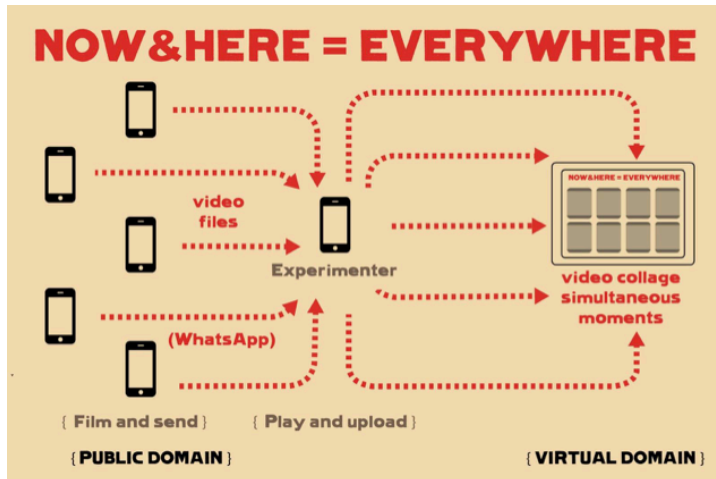 NOW&HERE = EVERYWHERE
NOW&HERE = EVERYWHERE
video
files
Experimenter
video collage
simultaneous
moments
(WhatsApp)
{ Film and send }
{ Play and upload }
{ PUBLIC DOMAIN }
{ VIRTUAL DOMAIN }